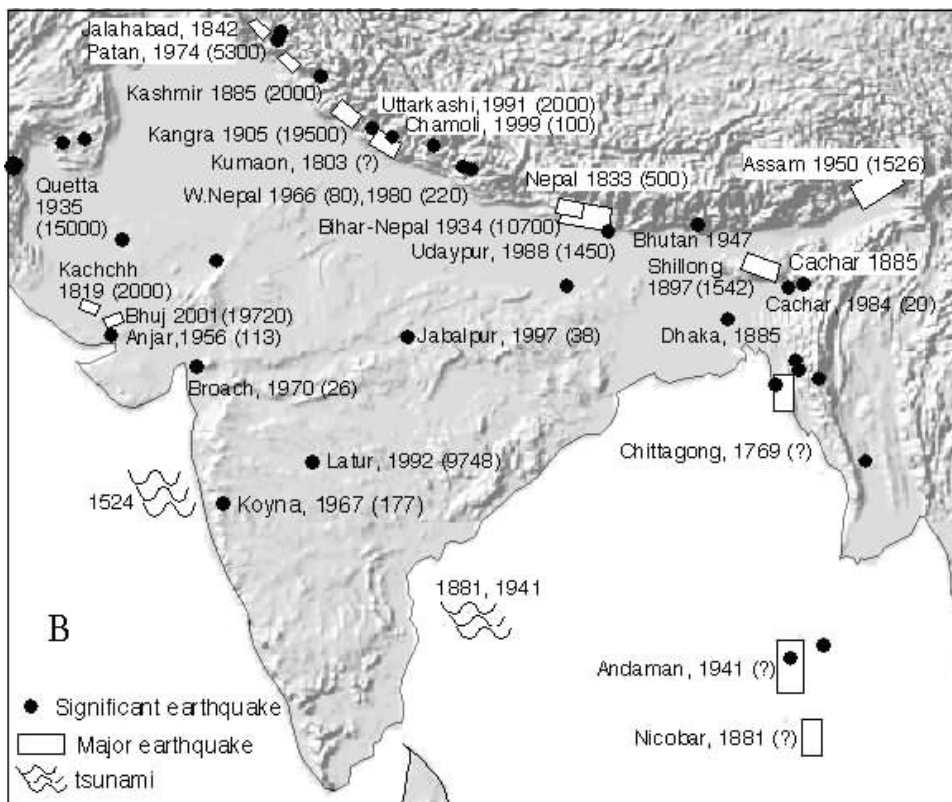 Jalahabad, 1842
Patan, 1974 (5300)
Kashmir 1885 (2000)
Uttarkashi, 1991 (2000)
Chamoli, 1999 (100)
Kangra 1905 (19500)
Kumaon, 1803 (?)
Assam 1950 (1526)
Nepal 1833 (500)
W.Nepal 1966 (80), 1980 (220)
Quetta
1935
(15000)
Bihar-Nepal 1934 (10700)
Udaypur, 1988 (1450)
Bhutan 1947
Shillong
1897 (1542)
Cachar 1885
Cachar, 1984 (20)
Kachchh
1819 (2000)
Bhuj 2001(19720)
Anjar,1956 (113)
Jabalpur, 1997 (38)
Dhaka, 1885
Broach, 1970 (26)
Chittagong, 1769 (?)
Latur, 1992 (9748)
1524
Koyna, 1967 (177)
1881, 1941
B
Andaman, 1941 (?)
Significant earthquake
Major earthquake
Nicobar, 1881 (?)
tsunami